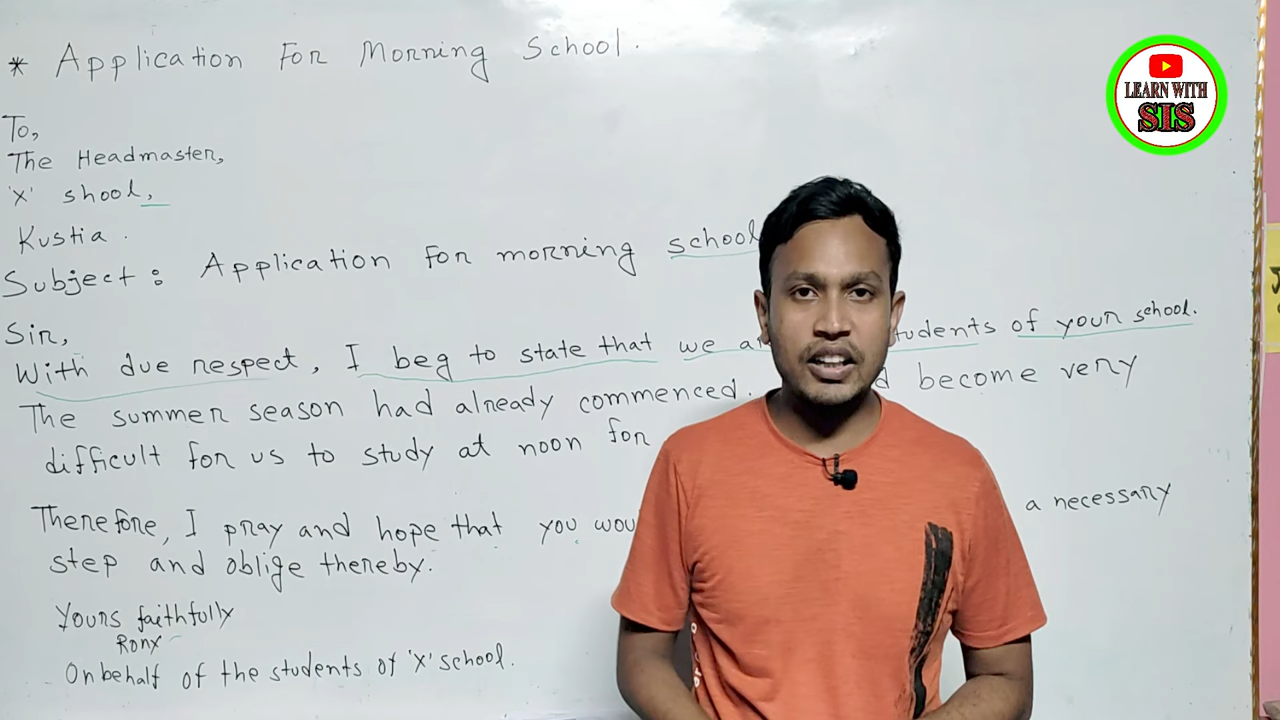 * Application For Morning School.
To,
The Headmaster,
'X' shool,
Kustia.
Subject: Application For morning school
Sir,
With due respect, I beg to state that we students of your school.
The summer season had already commenced. become very
difficult for us to study at noon for
Therefore, I pray and hope that you a necessary
step and oblige thereby.
Yours faithfully
On behalf of the students of 'X' school.
LEARN WITH
SIS